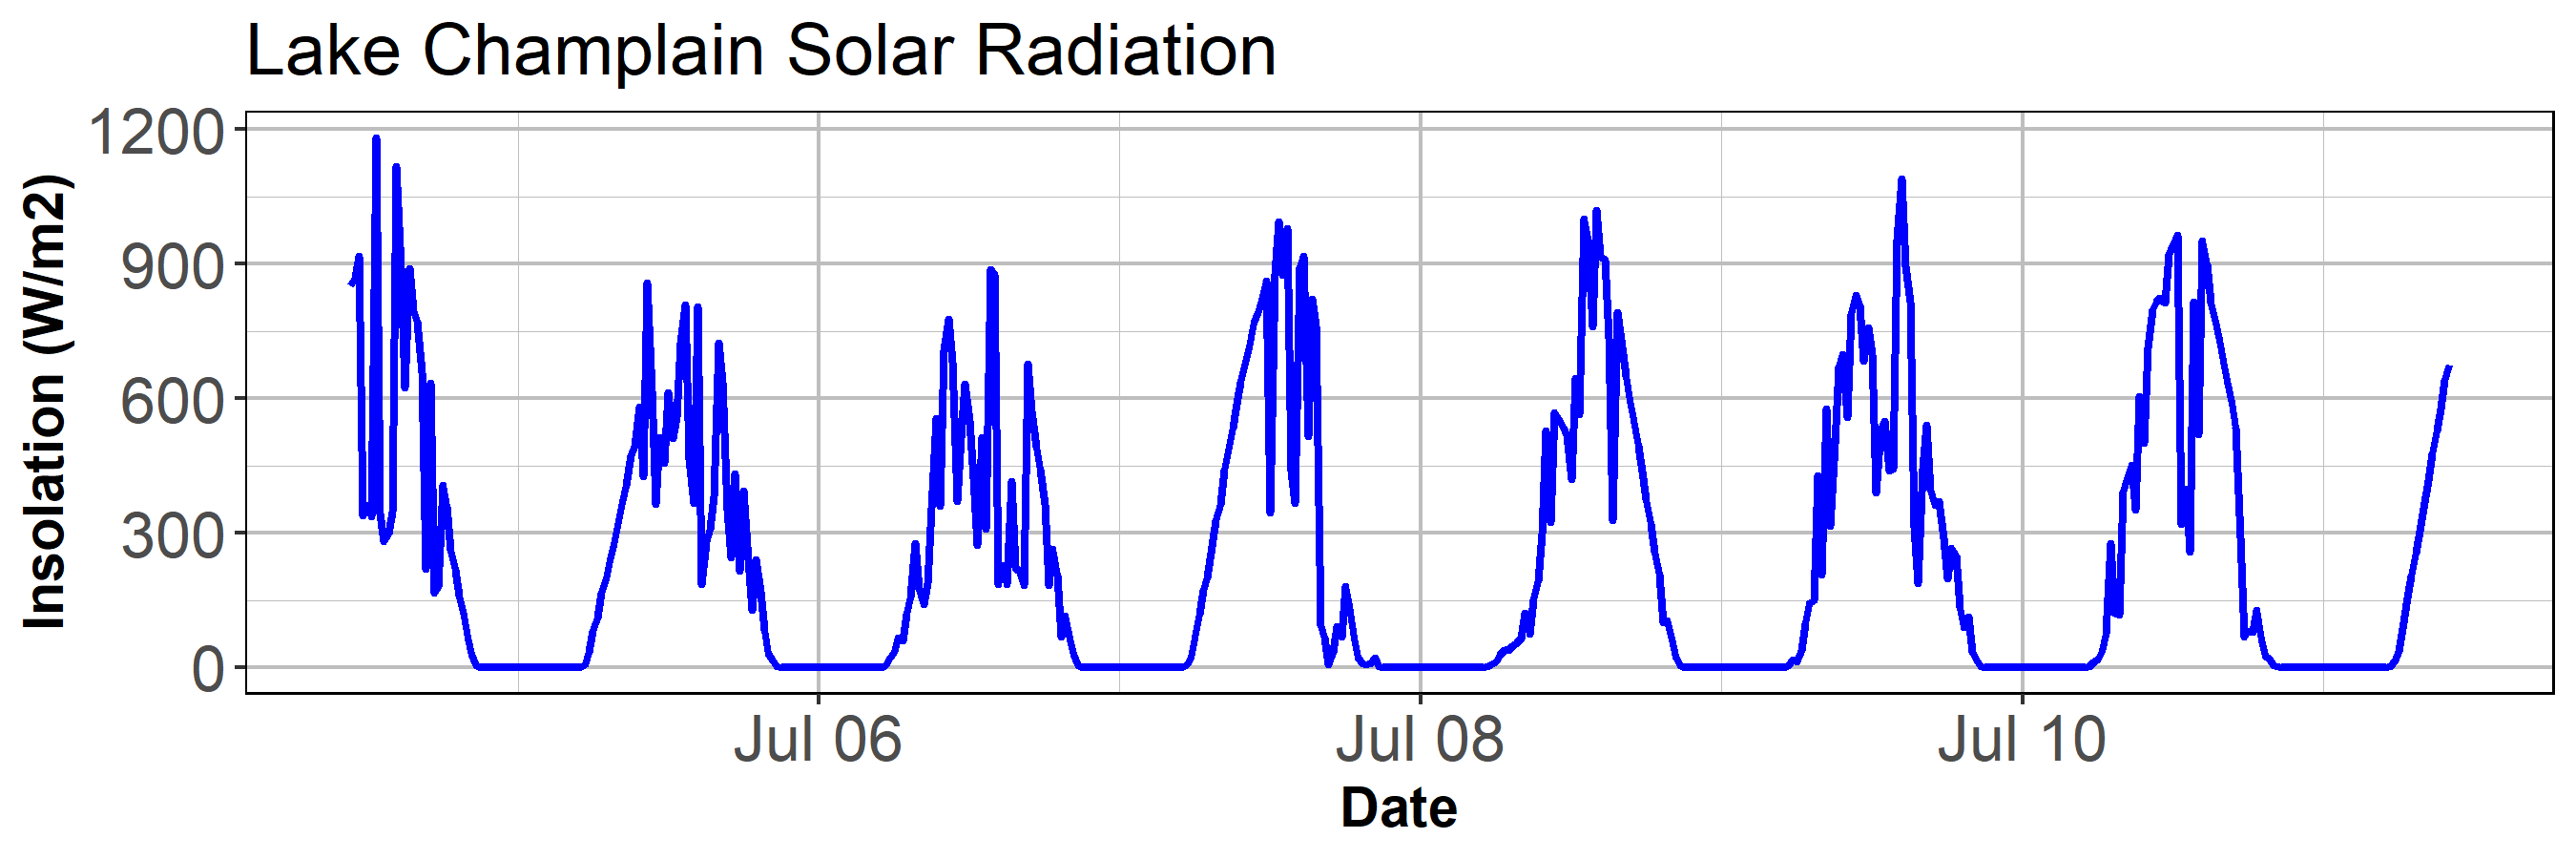 Lake Champlain Solar Radiation
1200
900
600
300
0
Insolation (W/m2)
Jul 06 Jul 08 Jul 10
Date